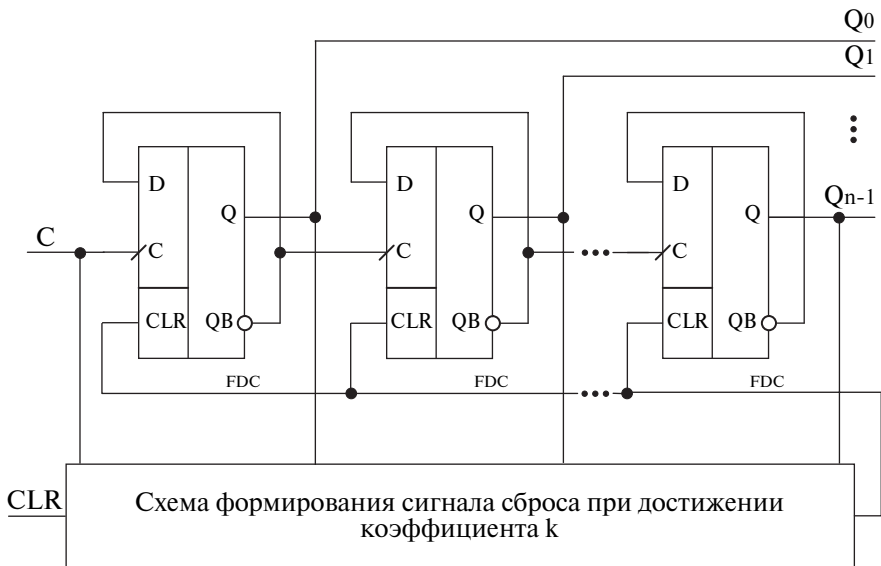 Q0
Q1
D
D
D
Q
Q
Q
Qn-1
C
C
C
C
CLR
QB
CLR
QB
CLR
QB
FDC
FDC
FDC
CLR
Схема формирования сигнала сброса при достижении
коэффициента k